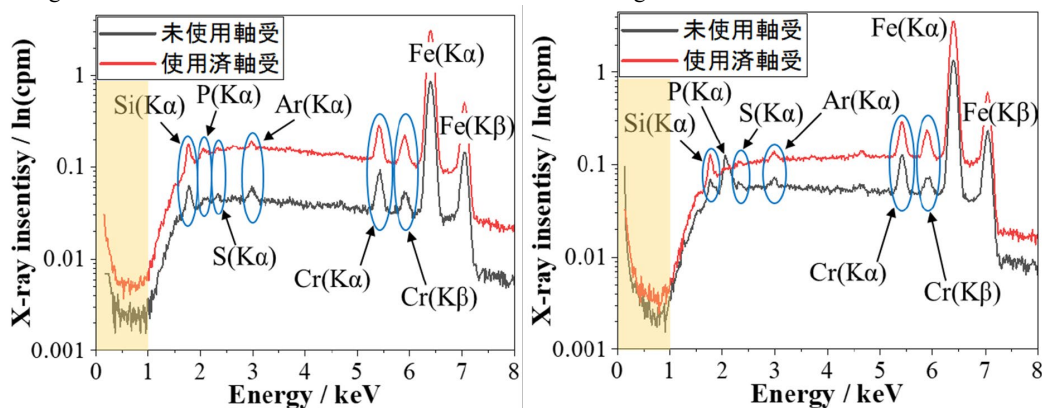 未使用軸受
使用済軸受
Fe(Kα)
P(Kα)
Si(Kα)
Ar(Kα)
Fe(Kβ)
S(Kα)
Cr(Kα)
Cr(Kβ)
X-ray insentisy / ln(cpm)
1
0.1
0.01
0.001
0 1 2 3 4 5 6 7 8
Energy / keV
未使用軸受
使用済軸受
Fe(Kα)
P(Kα)
S(Kα)
Si(Kα)
Ar(Kα)
Fe(Kβ)
Cr(Kα)
Cr(Kβ)
X-ray insentisy / ln(cpm)
1
0.1
0.01
0.001
0 1 2 3 4 5 6 7 8
Energy / keV